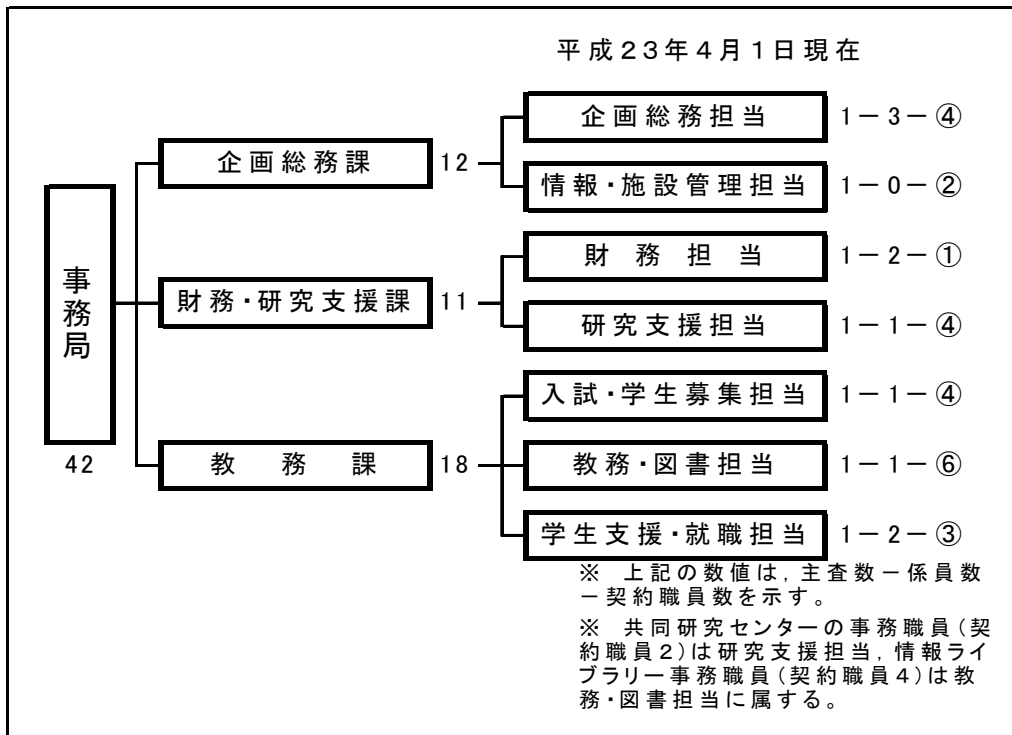 平成23年4月1日現在
企画総務担当 1－3－④
企画総務課 12
情報・施設管理担当 1－0－②
財務担当 1－2－①
事務局
財務・研究支援課 11
研究支援担当 1－1－④
入試・学生募集担当 1－1－④
42
教務課 18
教務・図書担当 1－1－⑥
学生支援・就職担当 1－2－③
※ 上記の数値は，主査数－係員数
－契約職員数を示す。
※ 共同研究センターの事務職員（契
約職員2）は研究支援担当，情報ライ
ブラリー事務職員（契約職員4）は教
務・図書担当に属する。